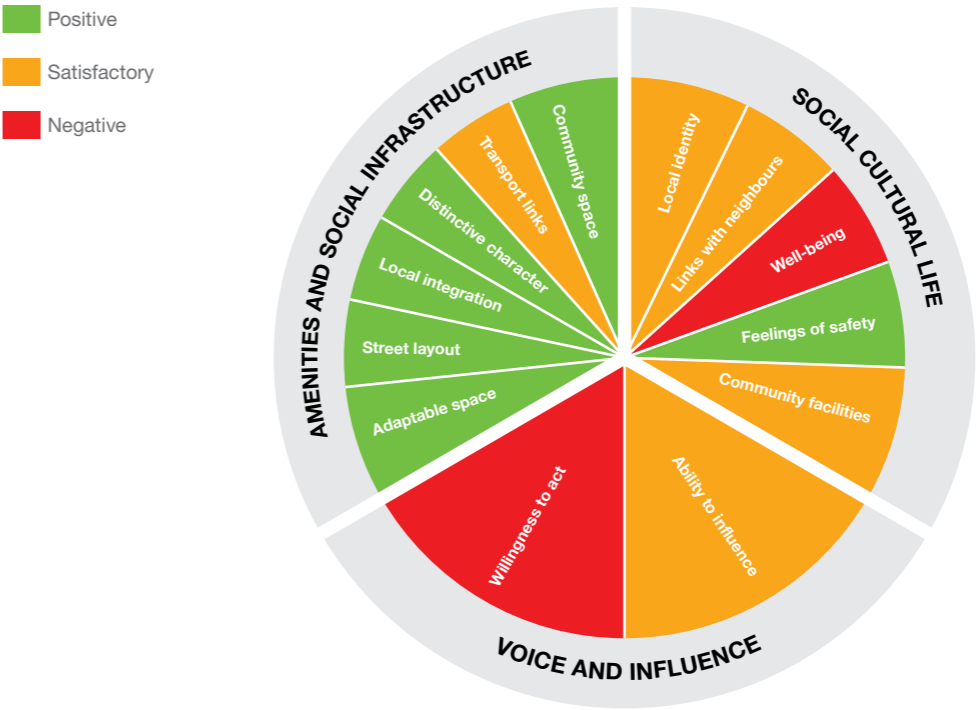 Positive
Satisfactory
Negative
AMENITIES AND SOCIAL INFRASTRUCTURE
Community space
Transport links
Distinctive character
Local integration
Street layout
Adaptable space
SOCIAL CULTURAL LIFE
Local identity
Links with neighbours
Well-being
Feelings of safety
Community facilities
VOICE AND INFLUENCE
Willingness to act
Ability to influence